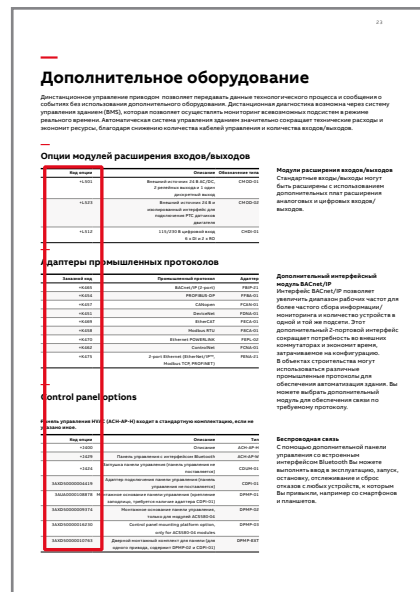 23
Дополнительное оборудование
Дистанционное управление приводом позволяет передавать данные технологического процесса и сообщения о
событиях без использования дополнительного оборудования. Дистанционная диагностика возможна через систему
управления зданием (BMS), которая позволяет осуществлять мониторинг всевозможных подсистем в режиме
реального времени. Автоматическая система управления зданием значительно сокращает технические расходы и
экономит ресурсы, благодаря снижению количества кабелей управления и количества входов/выходов.
Опции модулей расширения входов/выходов
Код опции Описание Обозначение типа
+L501 Внешний источник 24 В AC/DC, CMOD-01
2 релейных выхода и 1 один
дискретный выход
+L523 Внешний источник 24 В и CMOD-02
изолированный интерфейс для
подключения PTC датчиков
двигателя
+L512 115/230 В цифровой вход CHDI-01
6 x DI и 2 x RO
Модули расширения входов/выходов
Стандартные входы/выходы могут
быть расширены с использованием
дополнительных плат расширения
аналоговых и цифровых входов/
выходов.
Адаптеры промышленных протоколов
Заказной код Промышленный протокол Адаптер
+K465 BACnet/IP (2-port) FBIP-21
+K454 PROFIBUS-DP FPBA-01
+K457 CANopen FCAN-01
+K451 DeviceNet FDNA-01
+K469 EtherCAT FECA-01
+K458 Modbus RTU FSCA-01
+K470 Ethernet POWERLINK FEPL-02
+K462 ControlNet FCNA-01
+K475 2-port Ethernet (EtherNet/IP™, FENA-21
Modbus TCP, PROFINET)
Дополнительный интерфейсный
модуль BACnet/IP
Интерфейс BACnet/IP позволяет
увеличить диапазон рабочих частот для
более частого сбора информации/
мониторинга и количество устройств в
одной и той же подсети. Этот
дополнительный 2-портовой интерфейс
сокращает потребность во внешних
коммутаторах и экономит время,
затрачиваемое на конфигурацию.
В объектах строительства могут
использоваться различные
промышленные протоколы для
обеспечения автоматизация здания. Вы
можете выбрать дополнительный
модуль для обеспечения связи по
требуемому протоколу.
Control panel options
Панель управления HVAC (ACH-AP-H) входит в стандартную комплектацию, если не
указано иное.
Код опции Описание Тип
+J400 Описание ACH-AP-H
+J429 Панель управления с интерфейсом Bluetooth ACH-AP-W
+J424 Заглушка панели управления (панель управления не CDUM-01
поставляется)
3AXD50000004419 Адаптер подключения панели управления (панель CDPI-01
управления не поставляется)
3AUA0000108878 Монтажное основание панели управления (крепление DPMP-01
заподлицо, требуется наличие адаптера CDPI-01)
3AXD50000009374 Монтажное основание панели управления, DPMP-02
только для модулей ACS580-04
3AXD50000016230 Control panel mounting platform option, DPMP-03
only for ACS580-04 modules
3AXD50000010763 Дверной монтажный комплект для панели (для DPMP-EXT
одного привода, содержит DPMP-02 и CDPI-01)
Беспроводная связь
С помощью дополнительной панели
управления со встроенным
интерфейсом Bluetooth Вы можете
выполнять ввод в эксплуатацию, запуск,
остановку, отслеживание и сброс
отказов с любых устройств, к которым
Вы привыкли, например со смартфонов
и планшетов.